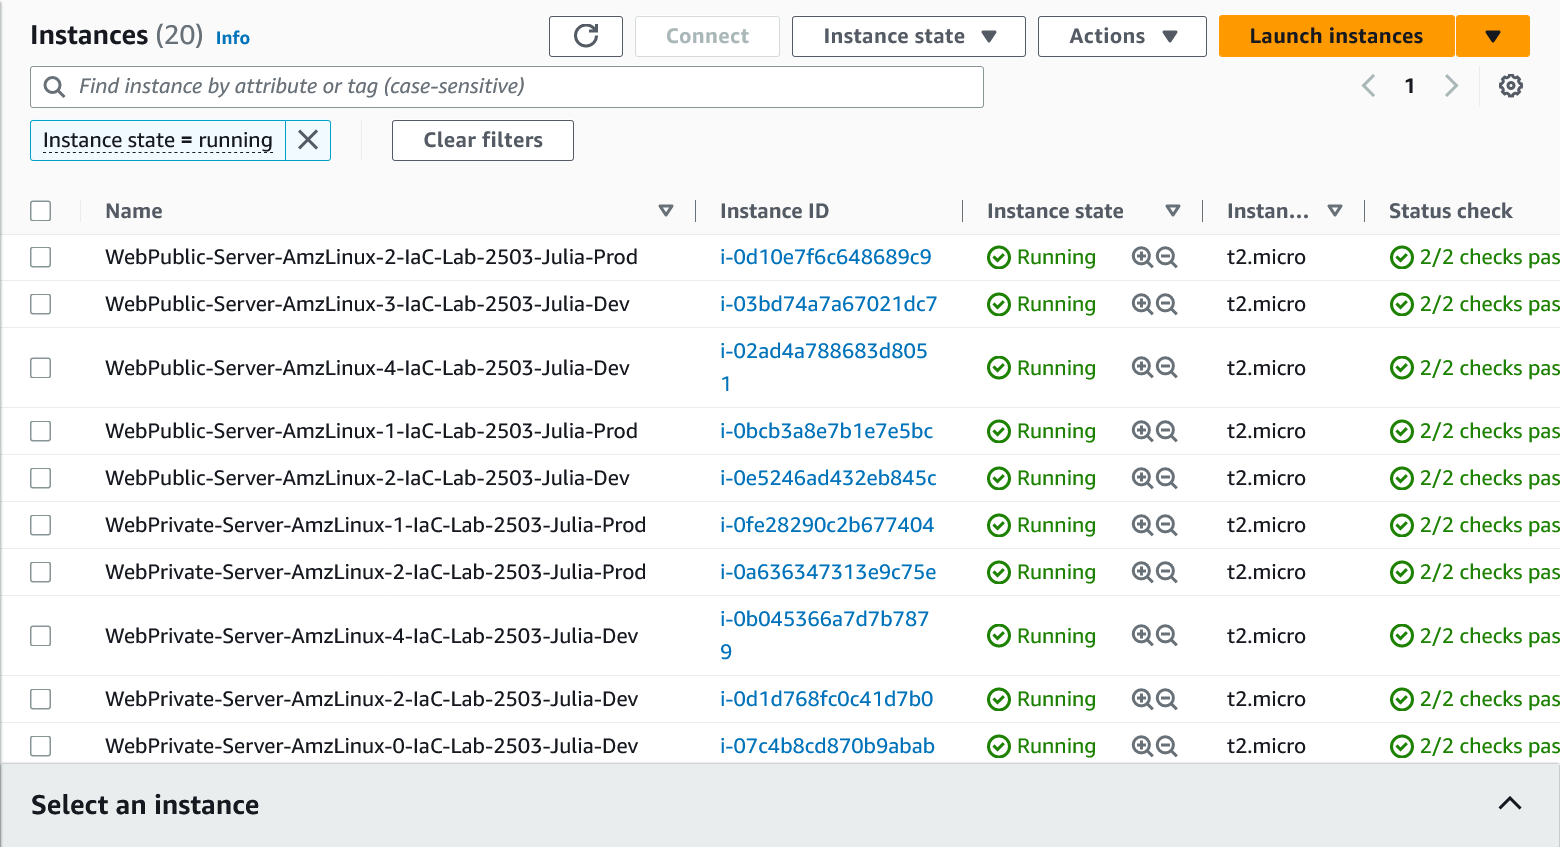 Instances (20) Info
Connect Instance state Actions Launch instances
Find instance by attribute or tag (case-sensitive)
1
Instance state = running Clear filters
Name Instance ID Instance state Instan... Status check
WebPublic-Server-AmzLinux-2-IaC-Lab-2503-Julia-Prod i-0d10e7f6c648689c9 Running t2.micro 2/2 checks pas
WebPublic-Server-AmzLinux-3-IaC-Lab-2503-Julia-Dev i-03bd74a7a67021dc7 Running t2.micro 2/2 checks pas
WebPublic-Server-AmzLinux-4-IaC-Lab-2503-Julia-Dev i-02ad4a788683d805 Running t2.micro 2/2 checks pas
1
WebPublic-Server-AmzLinux-1-IaC-Lab-2503-Julia-Prod i-0bcb3a8e7b1e7e5bc Running t2.micro 2/2 checks pas
WebPublic-Server-AmzLinux-2-IaC-Lab-2503-Julia-Dev i-0e5246ad432eb845c Running t2.micro 2/2 checks pas
WebPrivate-Server-AmzLinux-1-IaC-Lab-2503-Julia-Prod i-0fe28290c2b677404 Running t2.micro 2/2 checks pas
WebPrivate-Server-AmzLinux-2-IaC-Lab-2503-Julia-Prod i-0a636347313e9c75e Running t2.micro 2/2 checks pas
WebPrivate-Server-AmzLinux-4-IaC-Lab-2503-Julia-Dev i-0b045366a7d7b787 Running t2.micro 2/2 checks pas
9
WebPrivate-Server-AmzLinux-2-IaC-Lab-2503-Julia-Dev i-0d1d768fc0c41d7b0 Running t2.micro 2/2 checks pas
WebPrivate-Server-AmzLinux-0-IaC-Lab-2503-Julia-Dev i-07c4b8cd870b9abab Running t2.micro 2/2 checks pas
Select an instance